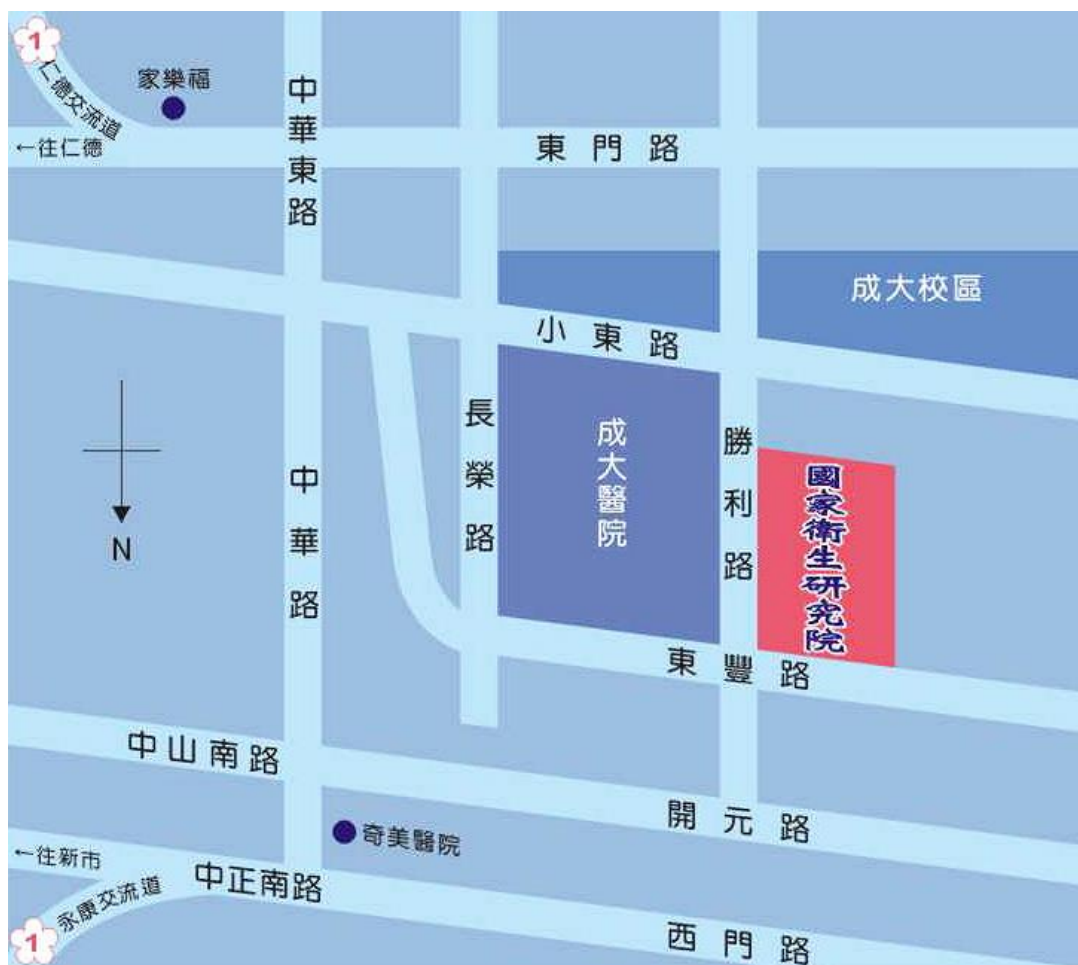 1
仁德交流道
家樂福
←往仁德
中華東路
東門路
成大校區
小東路
長榮路
成大醫院
勝利路
國家衛生研究院
中華路
N
東豐路
中山南路
開元路
奇美醫院
←往新市
中正南路
永康交流道
1
西門路